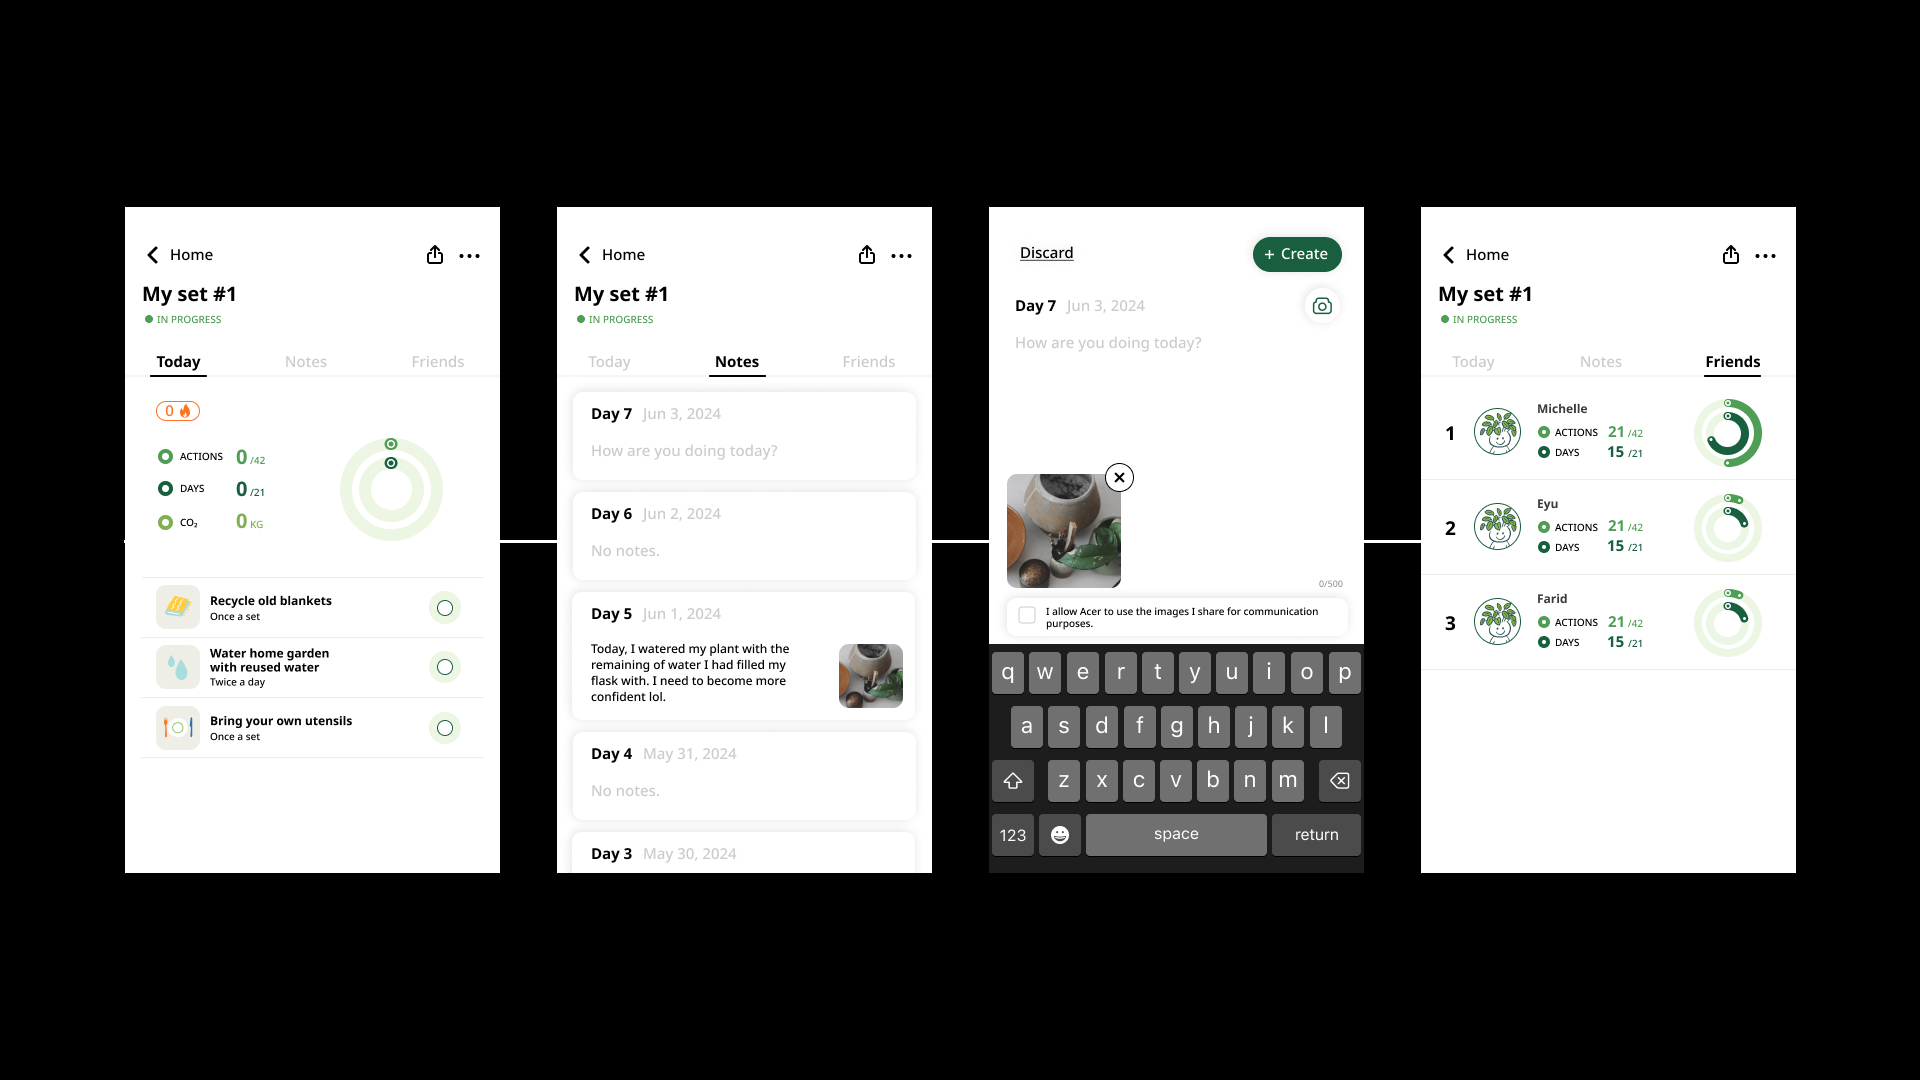 Home
My set #1
IN PROGRESS
Today Notes Friends
0
ACTIONS 0 /42
DAYS 0 /21
CO₂ 0 KG
Recycle old blankets
Once a set
Water home garden
with reused water
Twice a day
Bring your own utensils
Once a set
Home
My set #1
IN PROGRESS
Today Notes Friends
Day 7 Jun 3, 2024
How are you doing today?
Day 6 Jun 2, 2024
No notes.
Day 5 Jun 1, 2024
Today, I watered my plant with the
remaining of water I had filled my
flask with. I need to become more
confident lol.
Day 4 May 31, 2024
No notes.
Day 3 May 30, 2024
Discard + Create
Day 7 Jun 3, 2024
How are you doing today?
0/500
I allow Acer to use the images I share for communication
purposes.
q w e r t y u i o p
a s d f g h j k l
z x c v b n m
123 space return
Home
My set #1
IN PROGRESS
Today Notes Friends
1 Michelle
ACTIONS 21 /42
DAYS 15 /21
2 Eyu
ACTIONS 21 /42
DAYS 15 /21
3 Farid
ACTIONS 21 /42
DAYS 15 /21